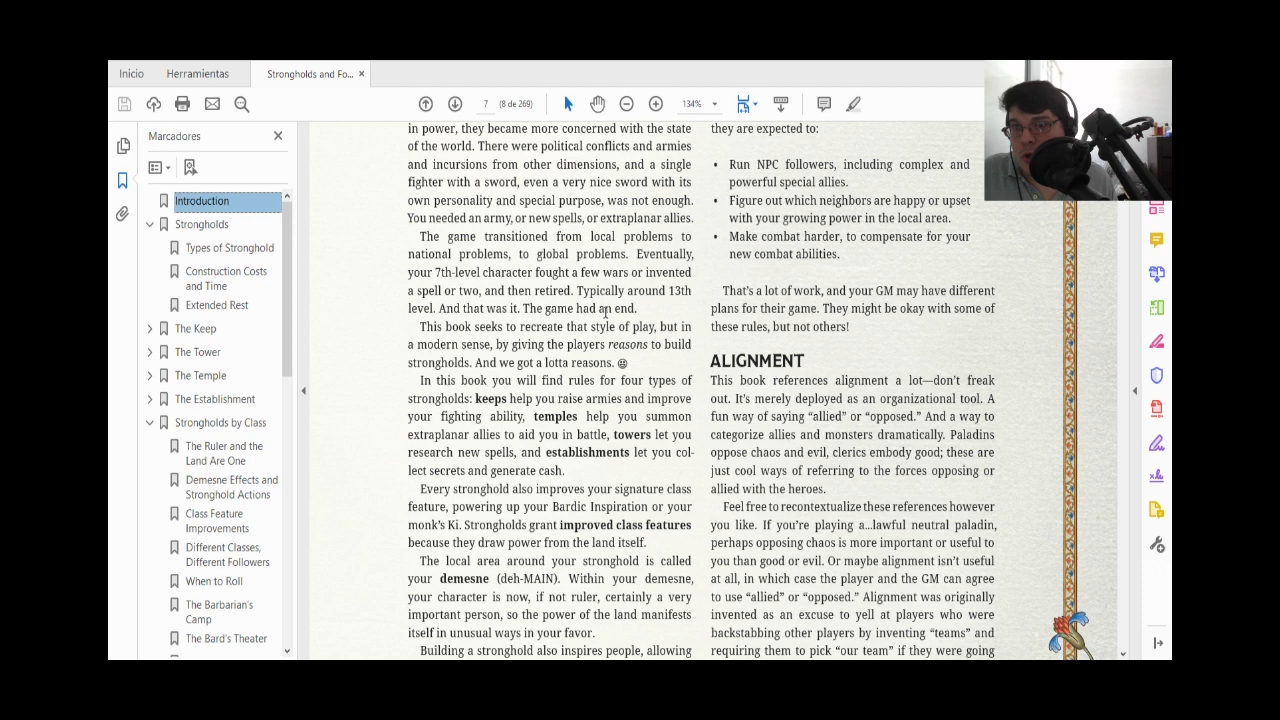 Inicio
Herramientas
Strongholds and Fo... ×
7 (8 de 269)
134%
Marcadores
Introduction
Strongholds
Types of Stronghold
Construction Costs
and Time
Extended Rest
The Keep
The Tower
The Temple
The Establishment
Strongholds by Class
The Ruler and the
Land Are One
Demesne Effects and
Stronghold Actions
Class Feature
Improvements
Different Classes,
Different Followers
When to Roll
The Barbarian's
Camp
The Bard's Theater
in power, they became more concerned with the state
of the world. There were political conflicts and armies
and incursions from other dimensions, and a single
fighter with a sword, even a very nice sword with its
own personality and special purpose, was not enough.
You needed an army, or new spells, or extraplanar allies.
The game transitioned from local problems to
national problems, to global problems. Eventually,
your 7th-level character fought a few wars or invented
a spell or two, and then retired. Typically around 13th
level. And that was it. The game had an end.
This book seeks to recreate that style of play, but in
a modern sense, by giving the players reasons to build
strongholds. And we got a lotta reasons. 😀
In this book you will find rules for four types of
strongholds: keeps help you raise armies and improve
your fighting ability, temples help you summon
extraplanar allies to aid you in battle, towers let you
research new spells, and establishments let you col-
lect secrets and generate cash.
Every stronghold also improves your signature class
feature, powering up your Bardic Inspiration or your
monk's Ki. Strongholds grant improved class features
because they draw power from the land itself.
The local area around your stronghold is called
your demesne (deh-MAIN). Within your demesne,
your character is now, if not ruler, certainly a very
important person, so the power of the land manifests
itself in unusual ways in your favor.
Building a stronghold also inspires people, allowing
they are expected to:
• Run NPC followers, including complex and
powerful special allies.
• Figure out which neighbors are happy or upset
with your growing power in the local area.
• Make combat harder, to compensate for your
new combat abilities.
That's a lot of work, and your GM may have different
plans for their game. They might be okay with some of
these rules, but not others!
ALIGNMENT
This book references alignment a lot—don't freak
out. It's merely deployed as an organizational tool. A
fun way of saying “allied” or “opposed.” And a way to
categorize allies and monsters dramatically. Paladins
oppose chaos and evil, clerics embody good; these are
just cool ways of referring to the forces opposing or
allied with the heroes.
Feel free to recontextualize these references however
you like. If you're playing a...lawful neutral paladin,
perhaps opposing chaos is more important or useful to
you than good or evil. Or maybe alignment isn't useful
at all, in which case the player and the GM can agree
to use “allied” or “opposed.” Alignment was originally
invented as an excuse to yell at players who were
backstabbing other players by inventing “teams” and
requiring them to pick “our team” if they were going